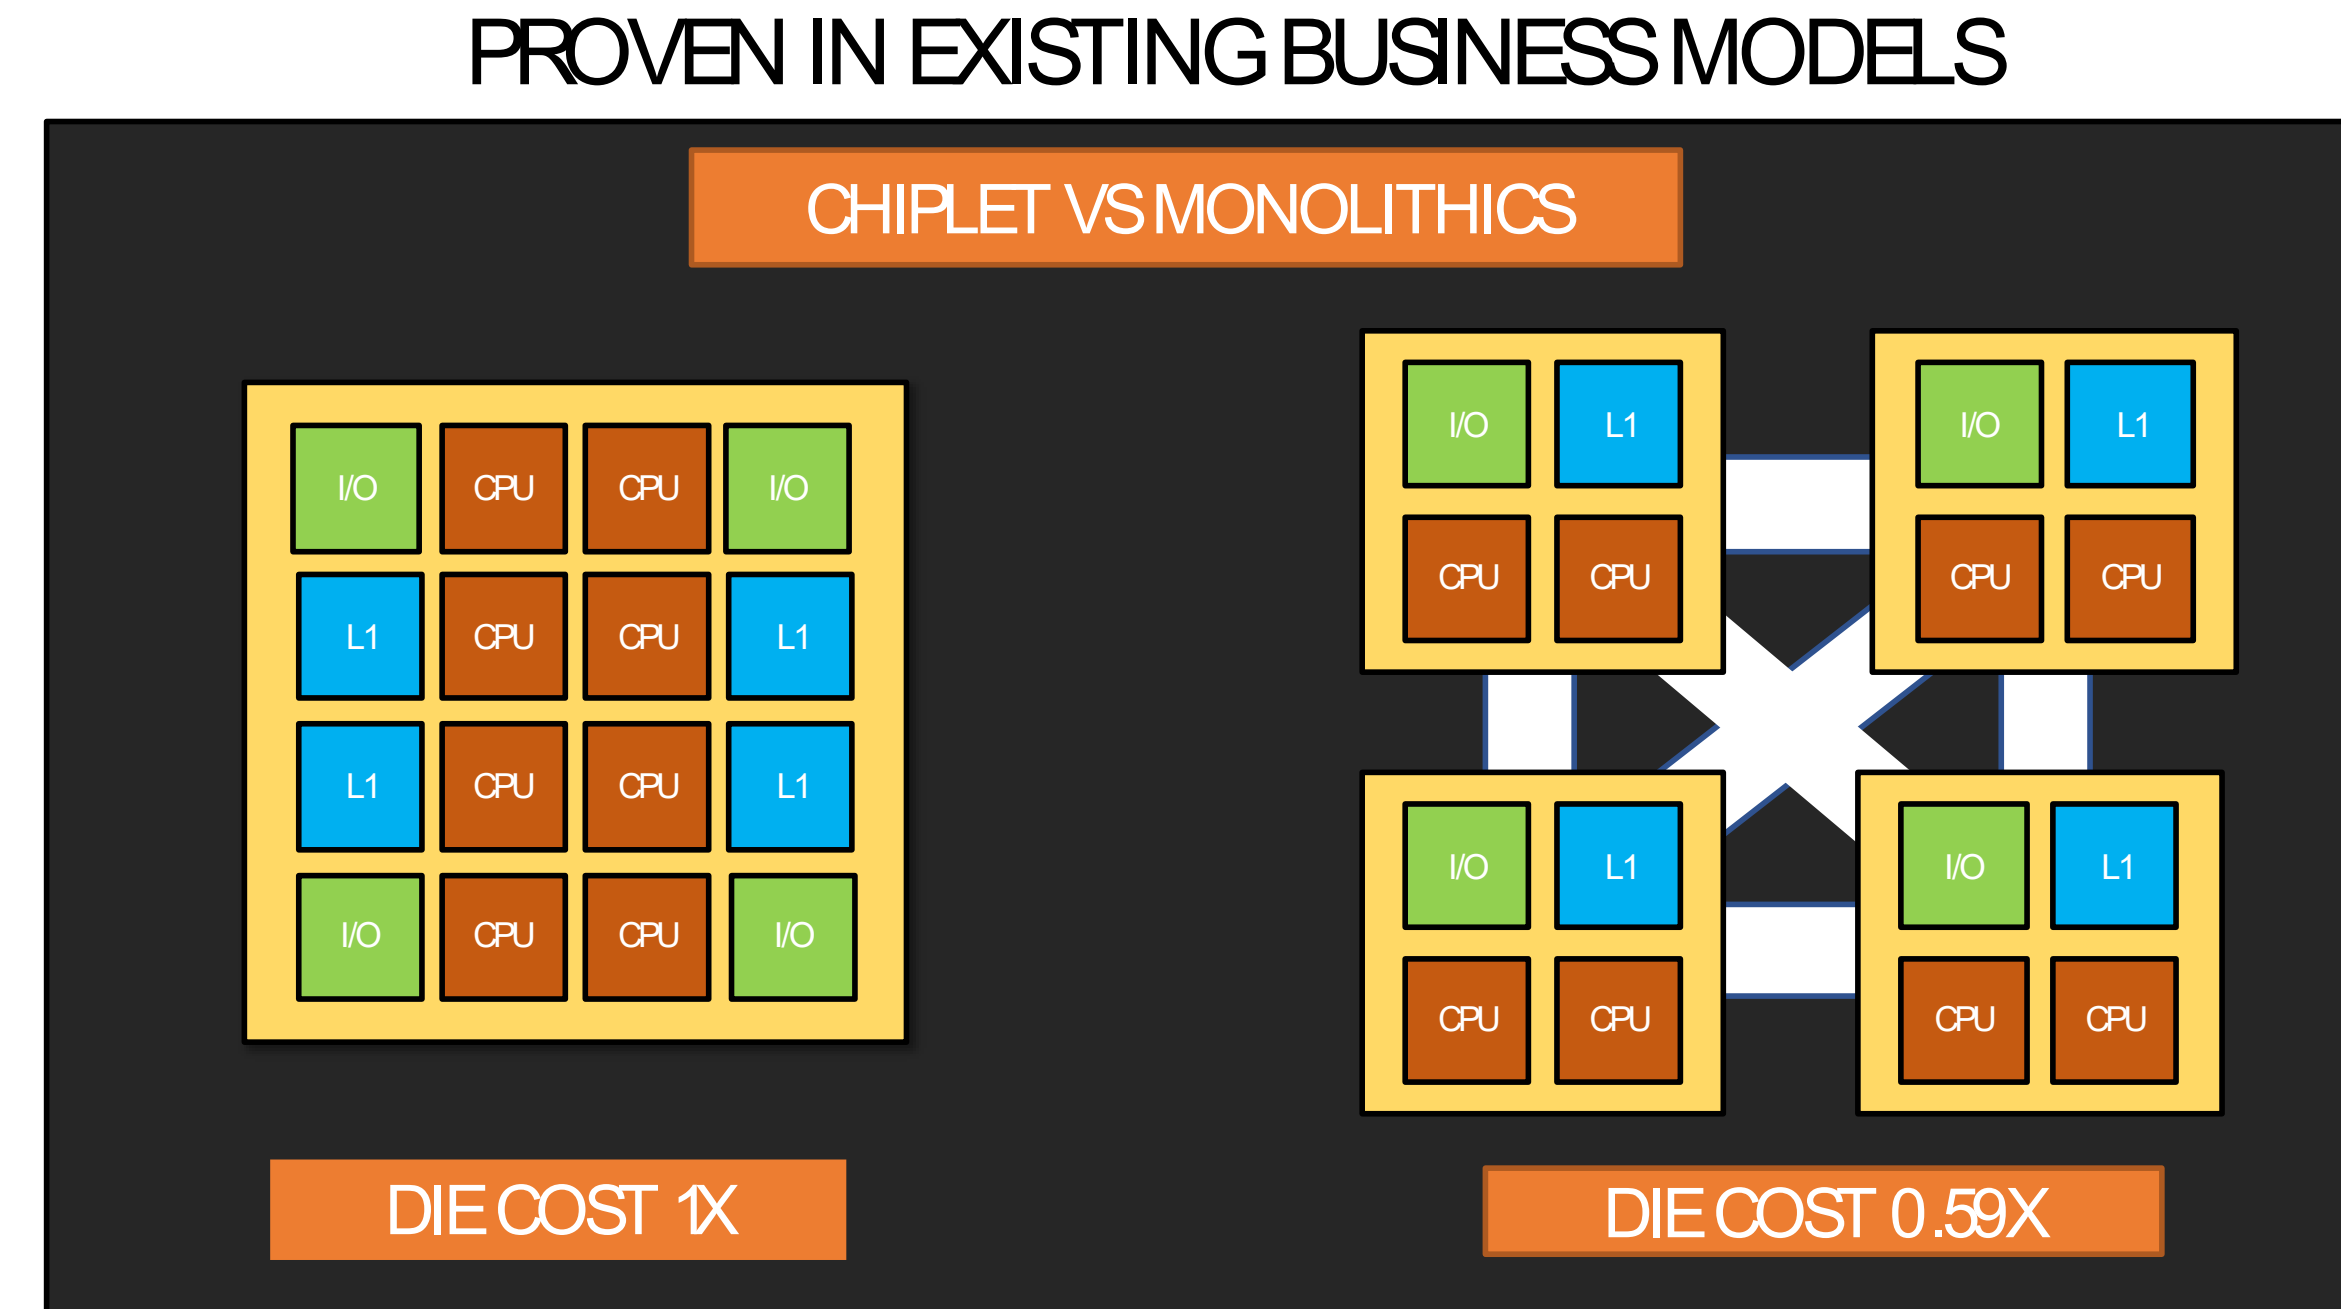 PROVEN IN EXISTING BUSINESS MODELS
CHIPLET VS MONOLITHICS
I/O CPU CPU I/O
L1 CPU CPU L1
L1 CPU CPU L1
I/O CPU CPU I/O
DIE COST 1X
I/O L1
CPU CPU
I/O L1
CPU CPU
I/O L1
CPU CPU
I/O L1
CPU CPU
DIE COST 0.59X